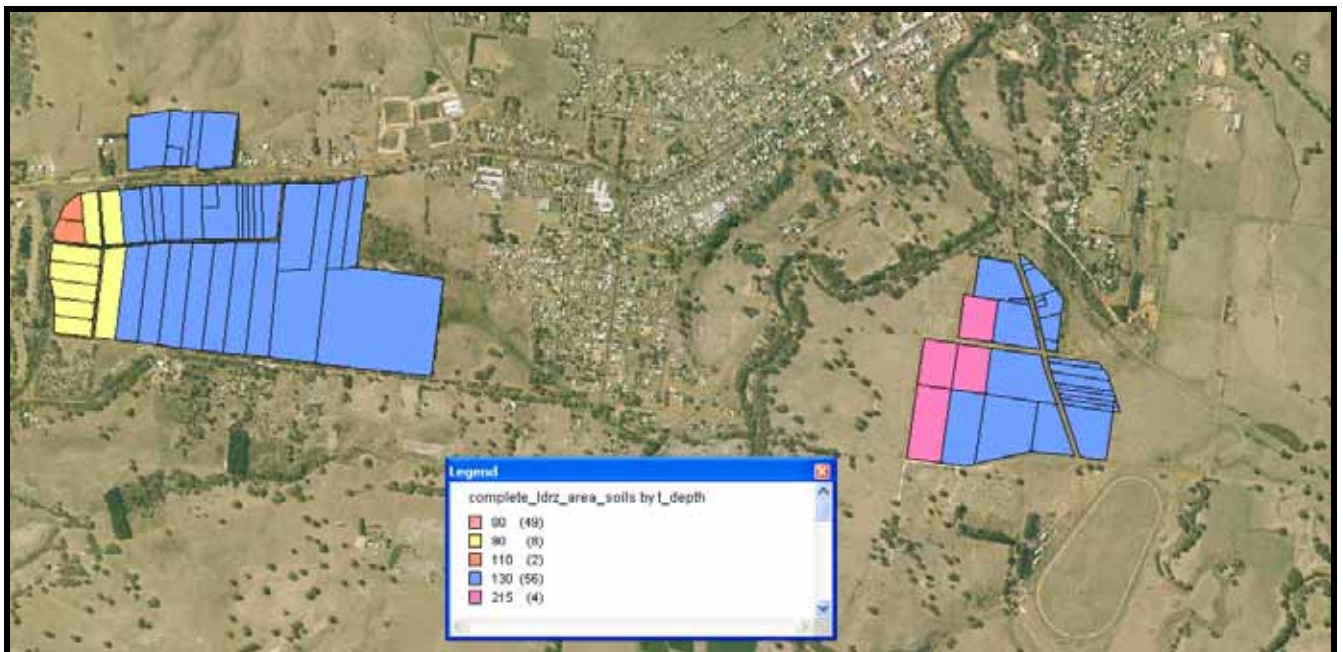 Legend
complete_ldrz_area_soils by t_depth
80 (49)
90 (8)
110 (2)
130 (56)
215 (4)